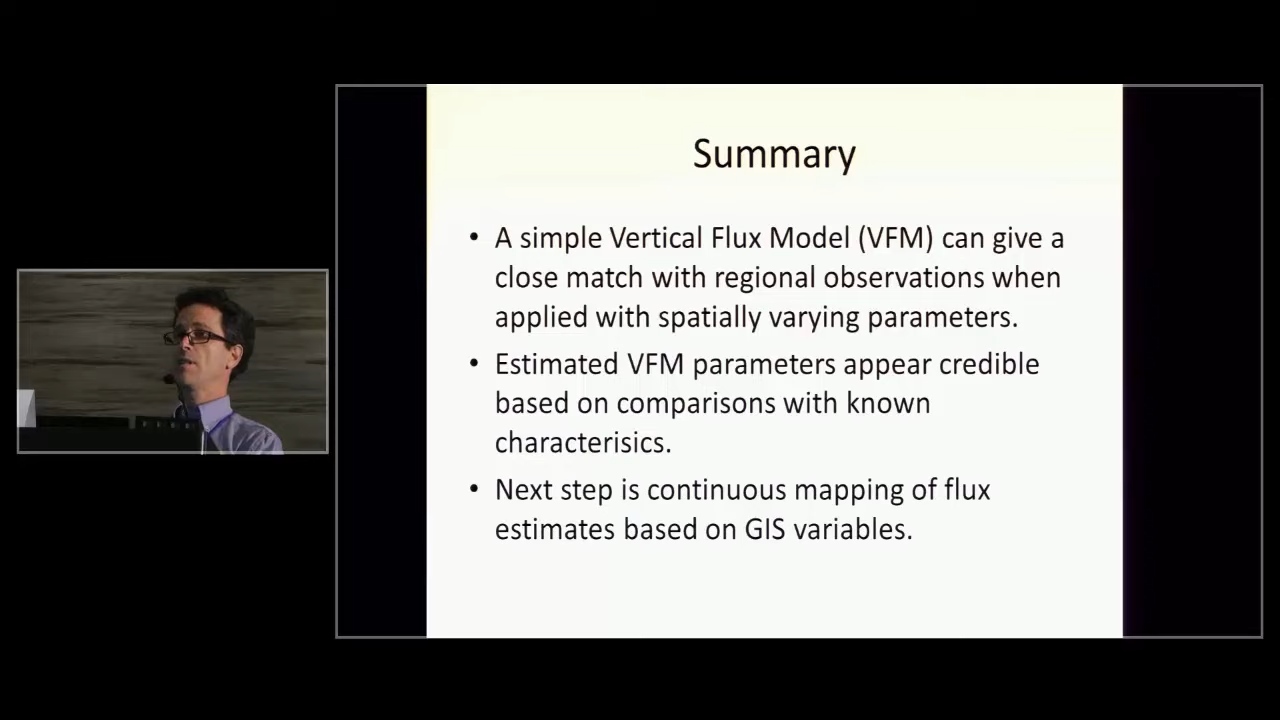 Summary
• A simple Vertical Flux Model (VFM) can give a
close match with regional observations when
applied with spatially varying parameters.
• Estimated VFM parameters appear credible
based on comparisons with known
characterisics.
• Next step is continuous mapping of flux
estimates based on GIS variables.